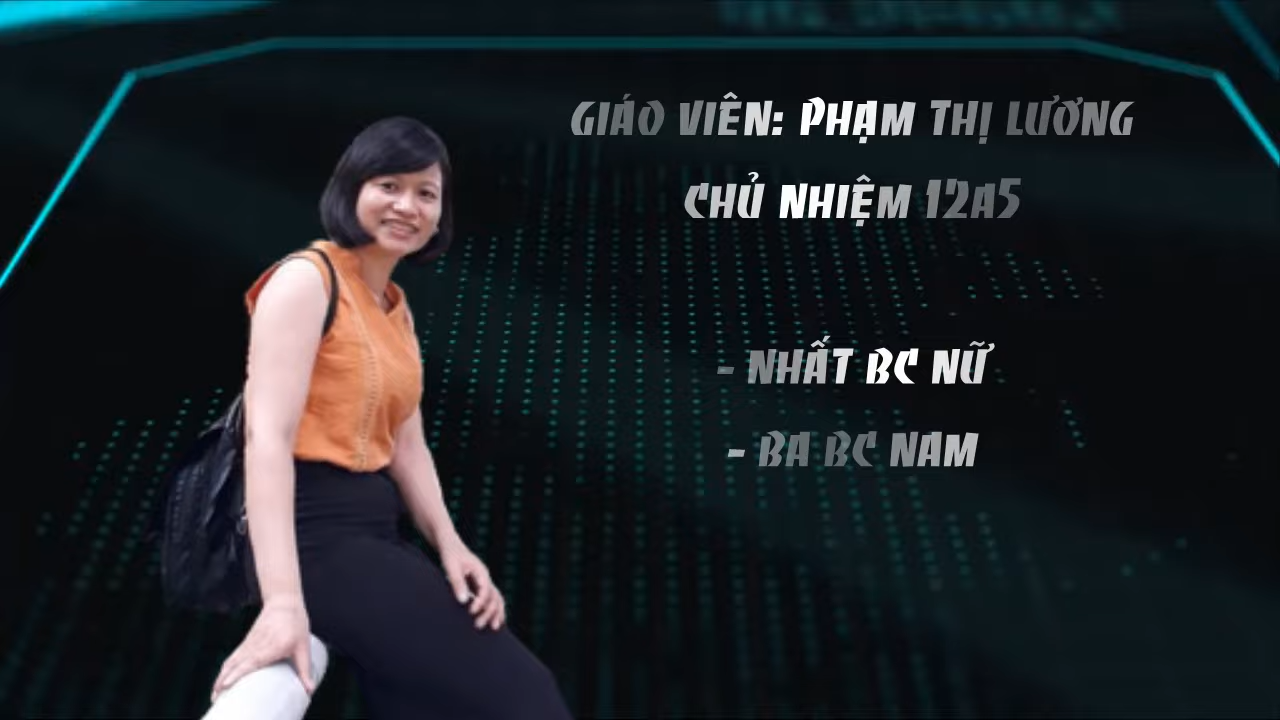 GIÁO VIÊN: PHẠM THỊ LƯƠNG
CHỦ NHIỆM 12A5
- NHẤT BC NỮ
- BA BC NAM